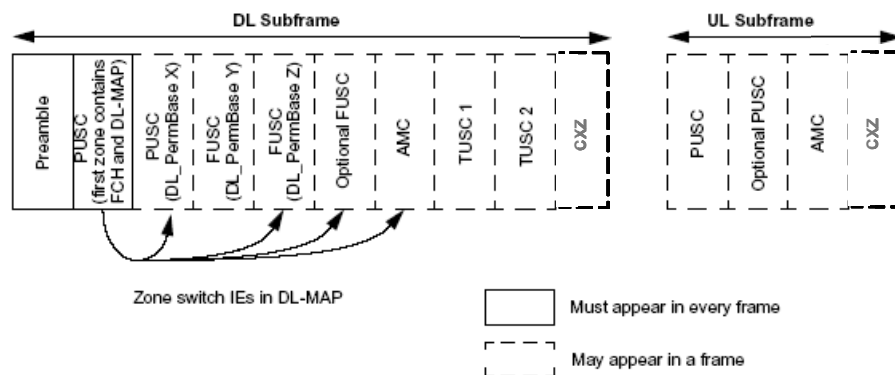 DL Subframe
UL Subframe
Preamble
PUSC
(first zone contains
FCH and DL-MAP)
PUSC
(DL_PermBase X)
FUSC
(DL_PermBase Y)
FUSC
(DL_PermBase Z)
Optional FUSC
AMC
TUSC 1
TUSC 2
CXZ
PUSC
Optional PUSC
AMC
CXZ
Zone switch IEs in DL-MAP
Must appear in every frame
May appear in a frame